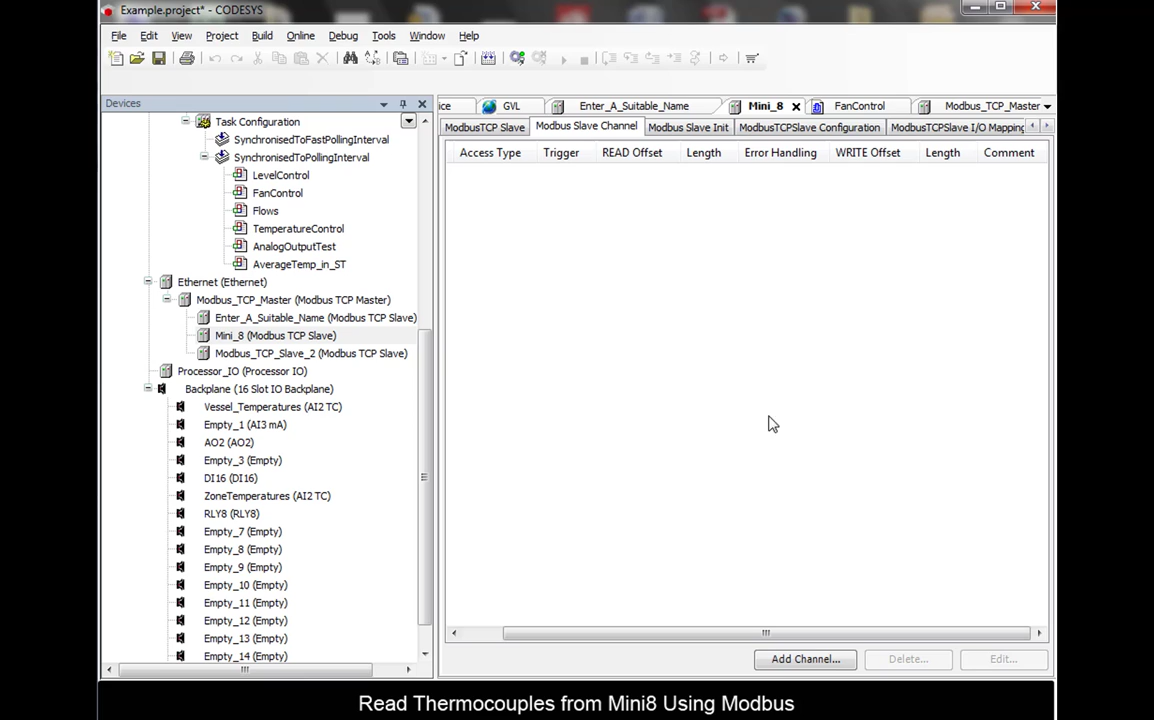 Example.project* - CODESYS
File Edit View Project Build Online Debug Tools Window Help
Devices
ice GVL Enter_A_Suitable_Name Mini_8 FanControl Modbus_TCP_Master
ModbusTCP Slave Modbus Slave Channel Modbus Slave Init ModbusTCPSlave Configuration ModbusTCPSlave I/O Mapping
Access Type Trigger READ Offset Length Error Handling WRITE Offset Length Comment
Task Configuration
SynchronisedToFastPollingInterval
SynchronisedToPollingInterval
LevelControl
FanControl
Flows
TemperatureControl
AnalogOutputTest
AverageTemp_in_ST
Ethernet (Ethernet)
Modbus_TCP_Master (Modbus TCP Master)
Enter_A_Suitable_Name (Modbus TCP Slave)
Mini_8 (Modbus TCP Slave)
Modbus_TCP_Slave_2 (Modbus TCP Slave)
Processor_IO (Processor IO)
Backplane (16 Slot IO Backplane)
Vessel_Temperatures (AI2 TC)
Empty_1 (AI3 mA)
AO2 (AO2)
Empty_3 (Empty)
DI16 (DI16)
ZoneTemperatures (AI2 TC)
RLY8 (RLY8)
Empty_7 (Empty)
Empty_8 (Empty)
Empty_9 (Empty)
Empty_10 (Empty)
Empty_11 (Empty)
Empty_12 (Empty)
Empty_13 (Empty)
Empty_14 (Empty)
Add Channel... Delete... Edit...
Read Thermocouples from Mini8 Using Modbus